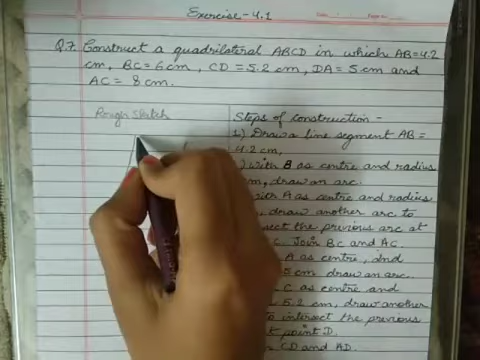 Exercise - 4.1
Q.7. Construct a quadrilateral ABCD in which AB = 4.2
cm, BC = 6 cm, CD = 5.2 cm, DA = 5 cm and
AC = 8 cm.
Rough Sketch
Steps of construction -
1) Draw a line segment AB =
4.2 cm,
) with B as centre and radius
cm, draw an arc.
with A as centre and radius
, draw another arc to
the previous arc at
C. Join BC and AC.
A as centre, and
5 cm draw an arc.
C as centre and
5.2 cm, draw another
to intersect the previous
t point D.
CD and AD.